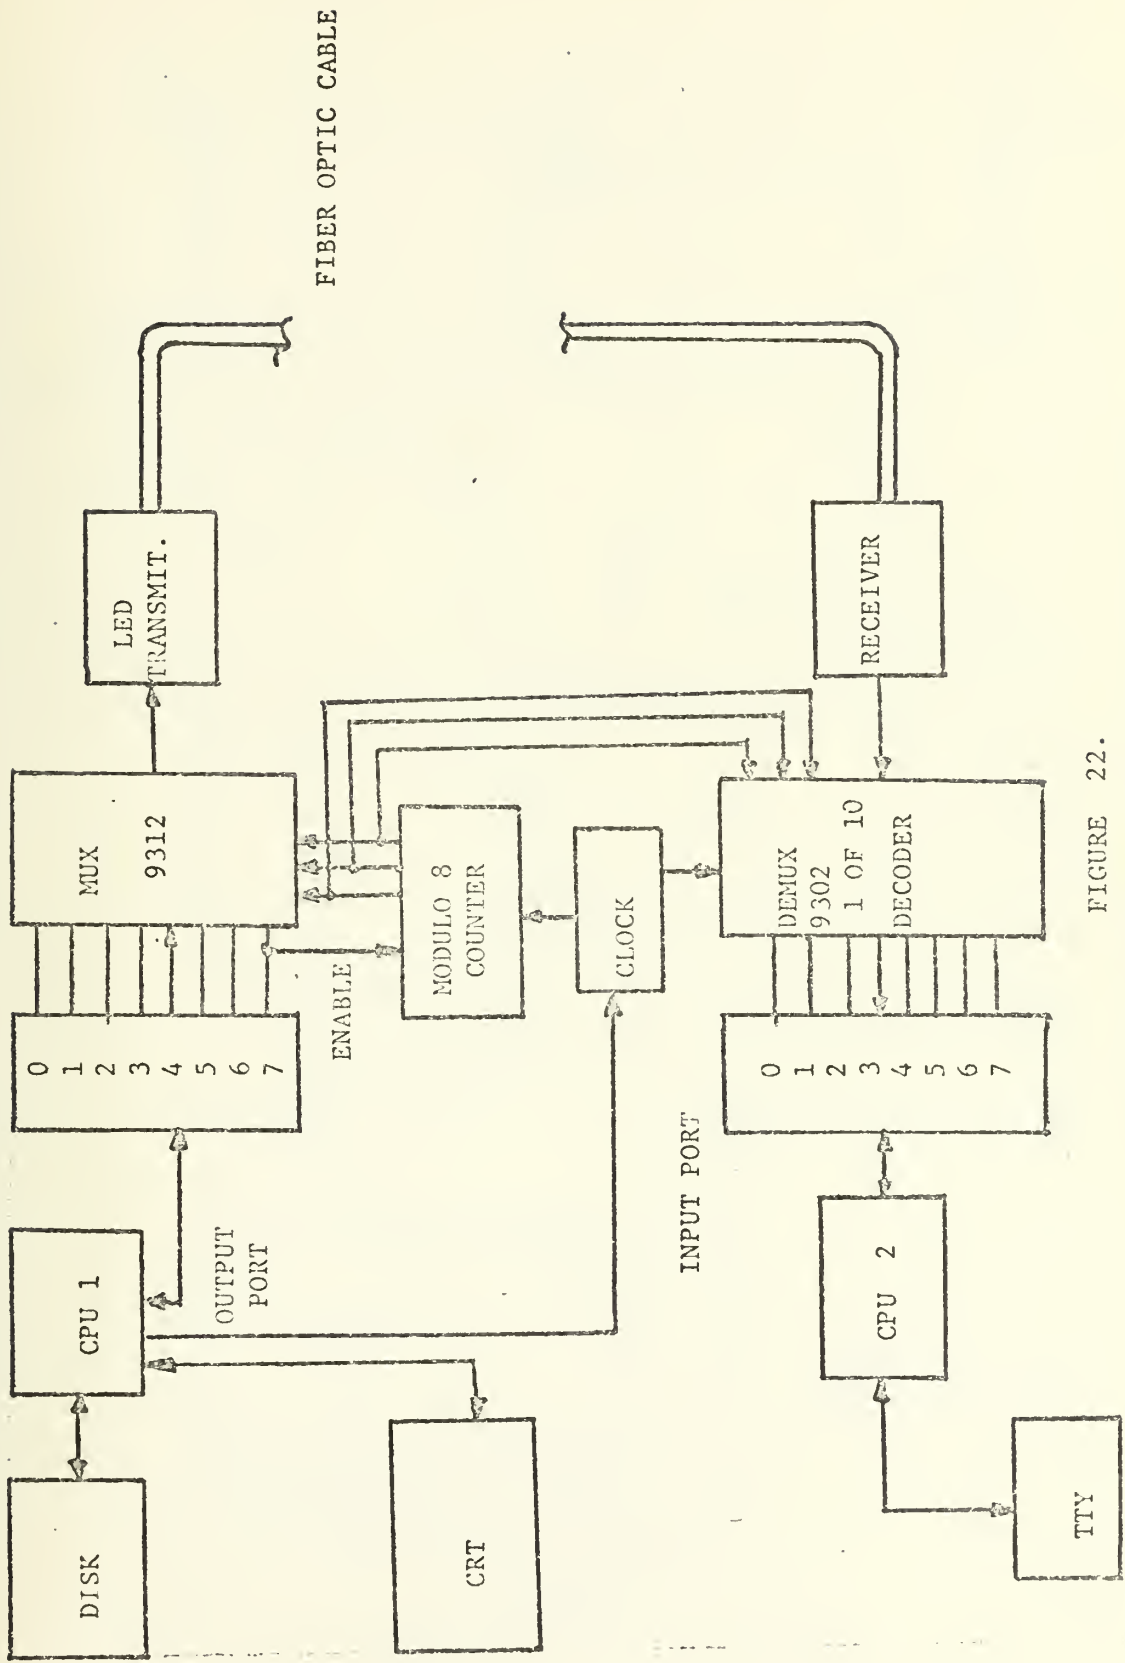 DISK
CPU 1
OUTPUT
PORT
0
1
2
3
4
5
6
7
MUX
9312
LED
TRANSMIT.
FIBER OPTIC CABLE
ENABLE
MODULO 8
COUNTER
CRT
CLOCK
INPUT PORT
TTY
CPU 2
0
1
2
3
4
5
6
7
DEMUX
9302
1 OF 10
DECODER
RECEIVER
FIGURE 22.